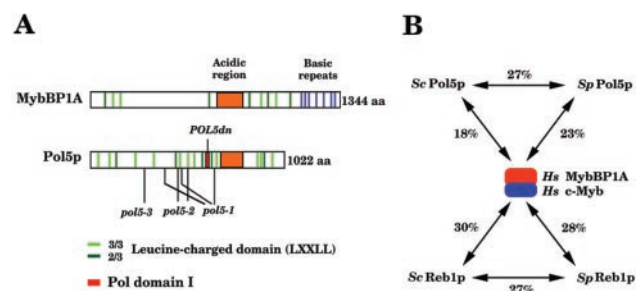 A
Acidic region
Basic repeats
MybBP1A
1344 aa
POL5dn
Pol5p
1022 aa
pol5-3
pol5-2
pol5-1
3/3
2/3
Leucine-charged domain (LXXLL)
Pol domain I
B
27%
Sc Pol5p
Sp Pol5p
18%
23%
Hs MybBP1A
Hs c-Myb
30%
28%
Sc Reb1p
27%
Sp Reb1p